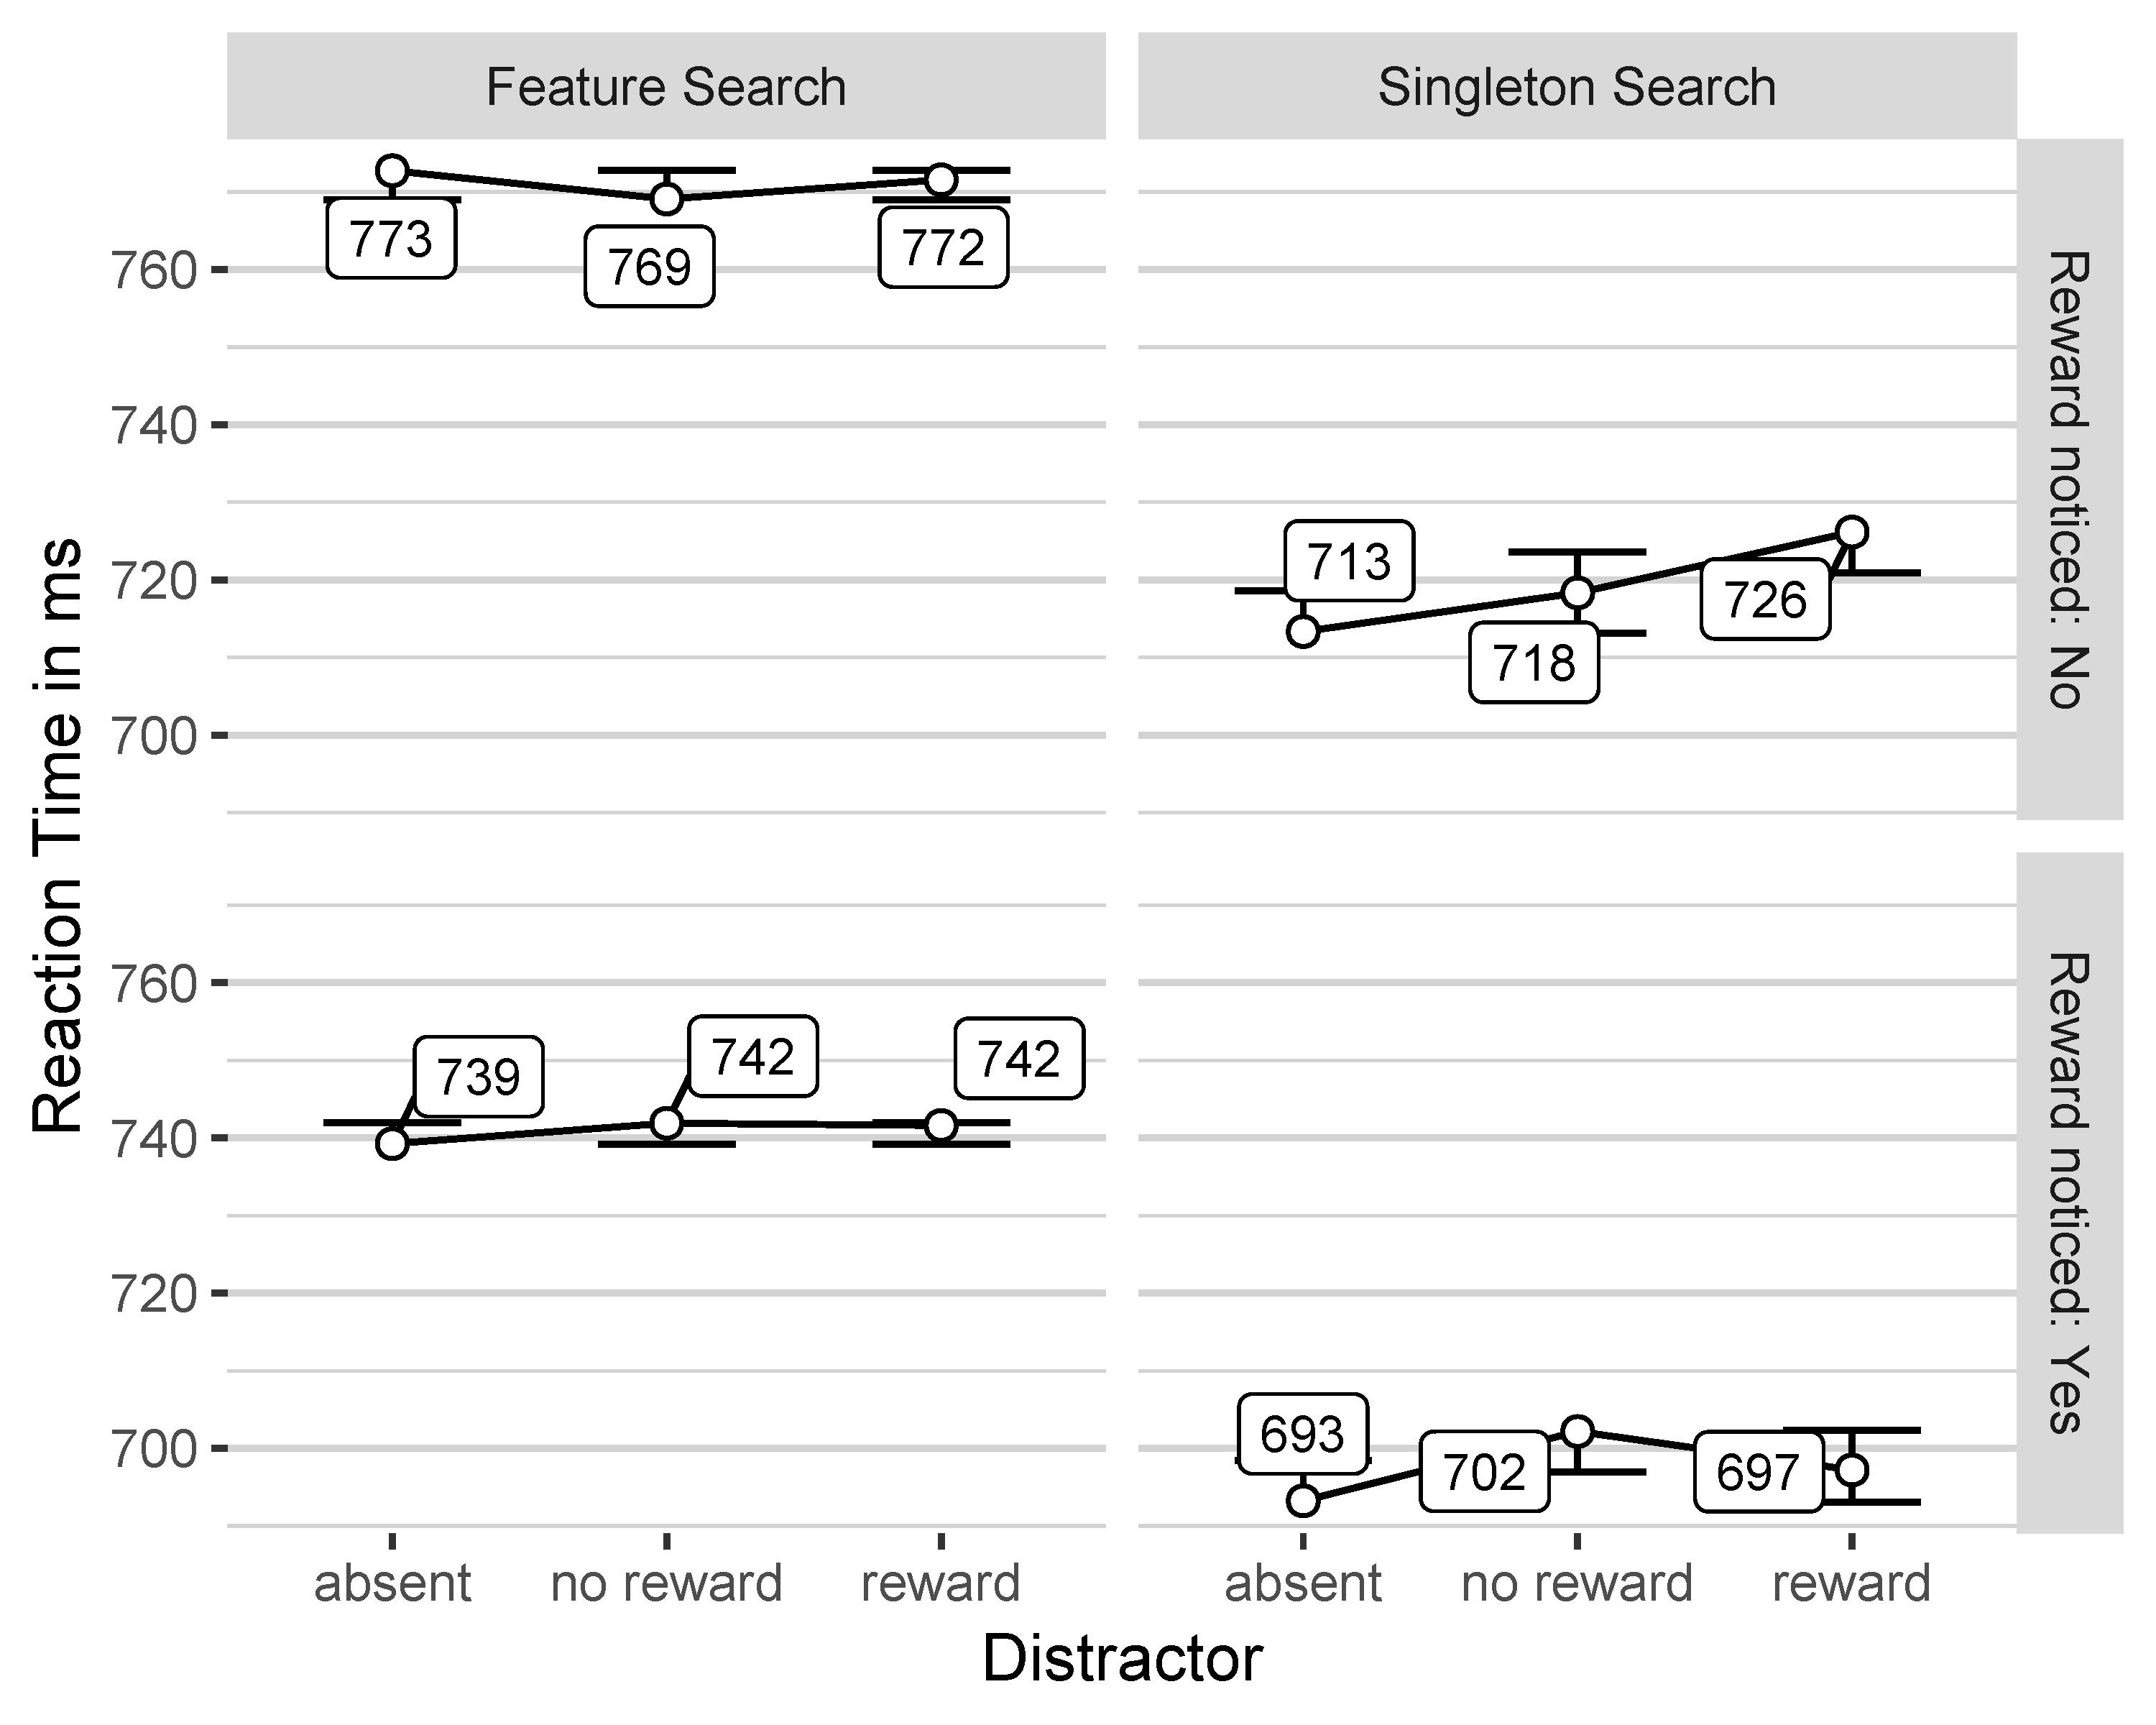 Feature Search
Singleton Search
Reaction Time in ms
760
740
720
700
773
769
772
713
718
726
Reward noticed: No
760
740
720
700
739
742
742
693
702
697
Reward noticed: Yes
absent
no reward
reward
absent
no reward
reward
Distractor